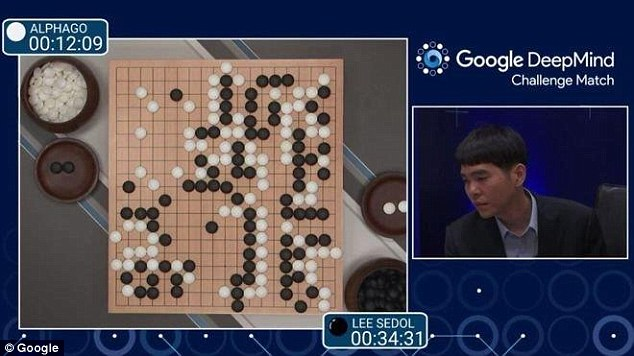 ALPHAGO
00:12:09
Google DeepMind
Challenge Match
LEE SEDOL
00:34:31
© Google